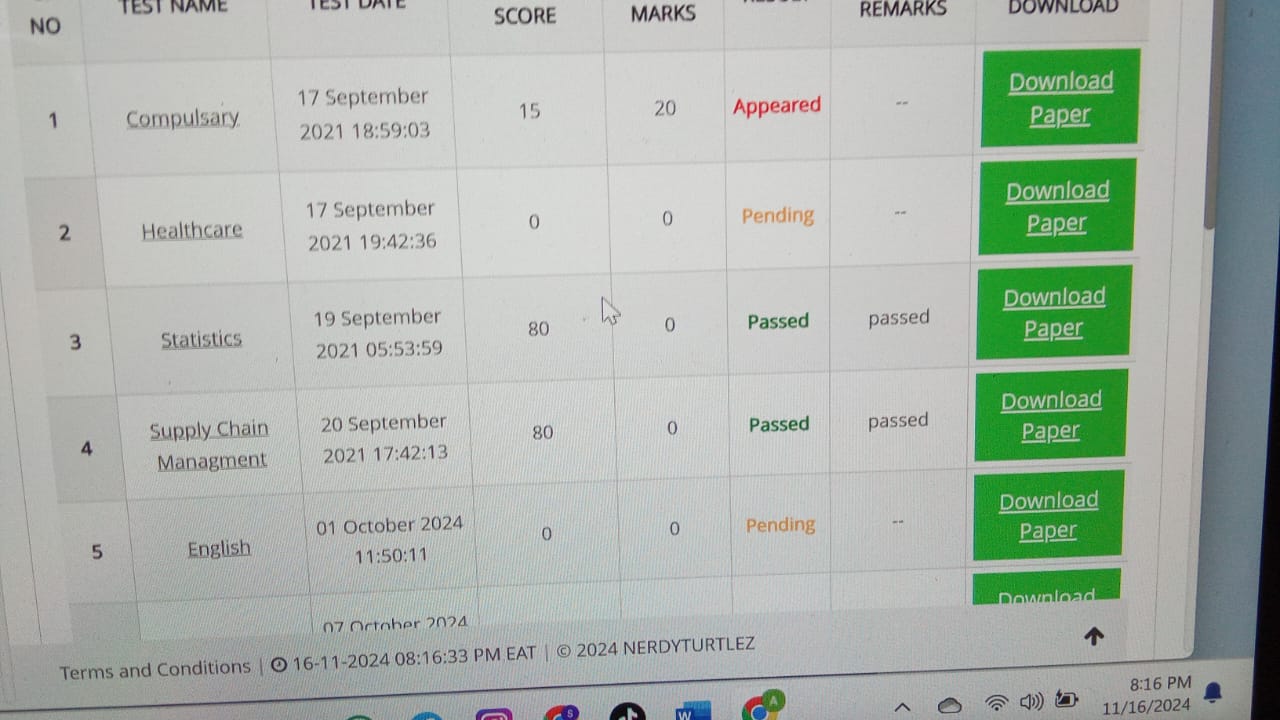 NO
TEST NAME
TEST DATE
SCORE
MARKS
REMARKS
DOWNLOAD
1
Compulsary
17 September
2021 18:59:03
15
20
Appeared
--
Download
Paper
2
Healthcare
17 September
2021 19:42:36
0
0
Pending
--
Download
Paper
3
Statistics
19 September
2021 05:53:59
80
0
Passed
passed
Download
Paper
4
Supply Chain
Managment
20 September
2021 17:42:13
80
0
Passed
passed
Download
Paper
5
English
01 October 2024
11:50:11
0
0
Pending
--
Download
Paper
07 October 2024
Download
Terms and Conditions | 16-11-2024 08:16:33 PM EAT | © 2024 NERDYTURTLEZ
S
W
A
8:16 PM
11/16/2024